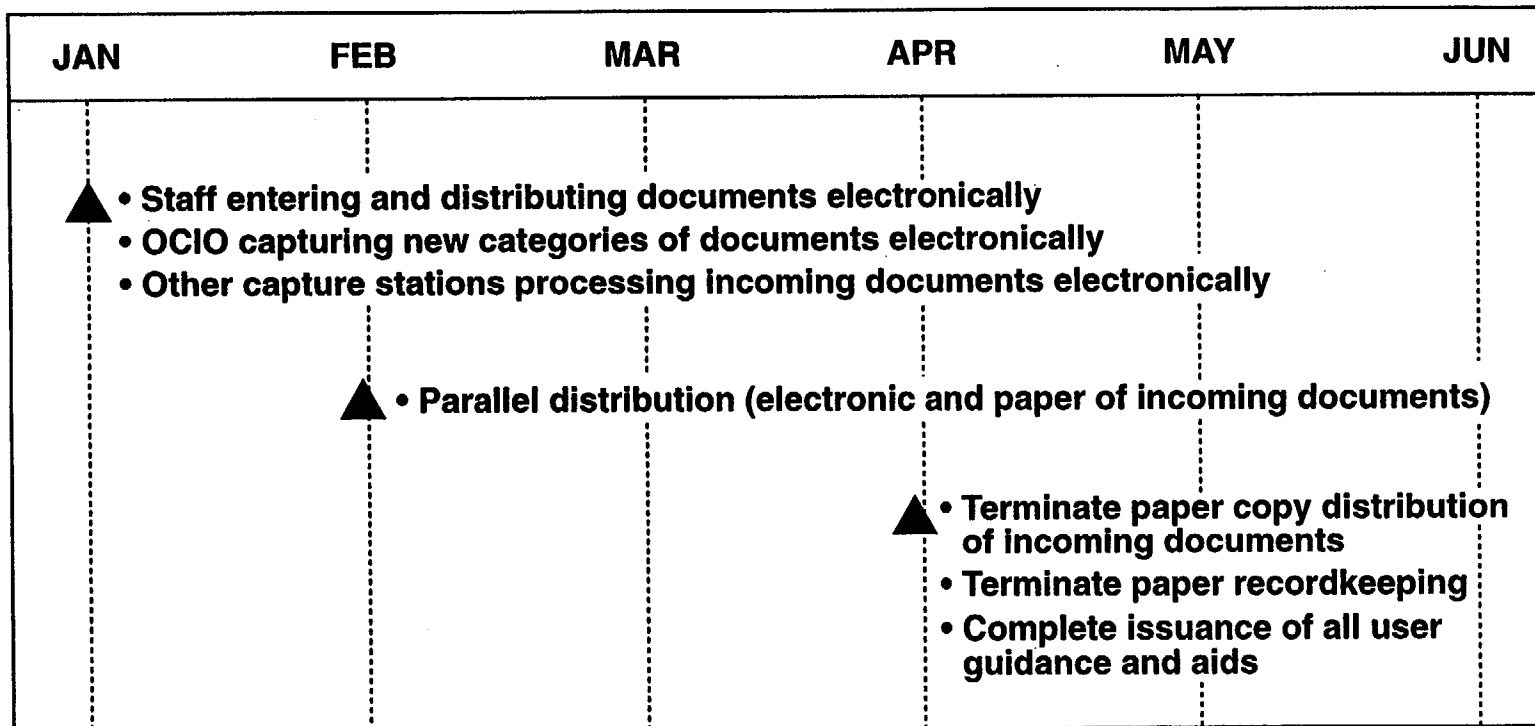 JAN FEB MAR APR MAY JUN
• Staff entering and distributing documents electronically
• OCIO capturing new categories of documents electronically
• Other capture stations processing incoming documents electronically
• Parallel distribution (electronic and paper of incoming documents)
• Terminate paper copy distribution
of incoming documents
• Terminate paper recordkeeping
• Complete issuance of all user
guidance and aids